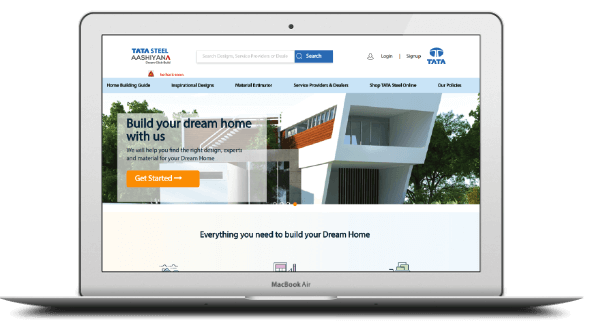 TATA STEEL
AASHIYANA
Search Designs, Service Providers or Dealer
Search
Login | Signup
TATA
Home Building Guide
Inspirational Designs
Material Estimator
Service Providers & Dealers
Shop TATA Steel Online
Our Policies
Build your dream home
with us
We will help you find the right design, experts
and material for your Dream Home
Get Started
Everything you need to build your Dream Home
MacBook Air